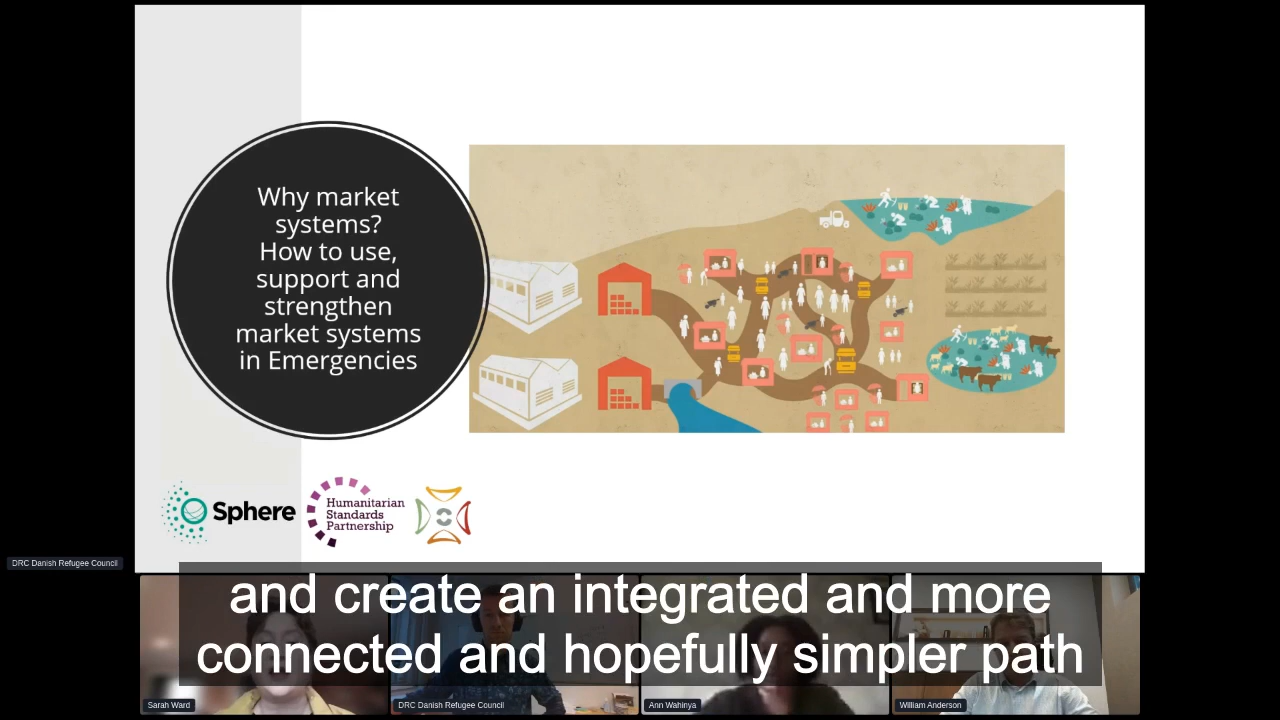 Why market
systems?
How to use,
support and
strengthen
market systems
in Emergencies
Sphere
Humanitarian
Standards
Partnership
DRC Danish Refugee Council
and create an integrated and more
connected and hopefully simpler path
Sarah Ward
DRC Danish Refugee Council
Ann Wahinya
William Anderson